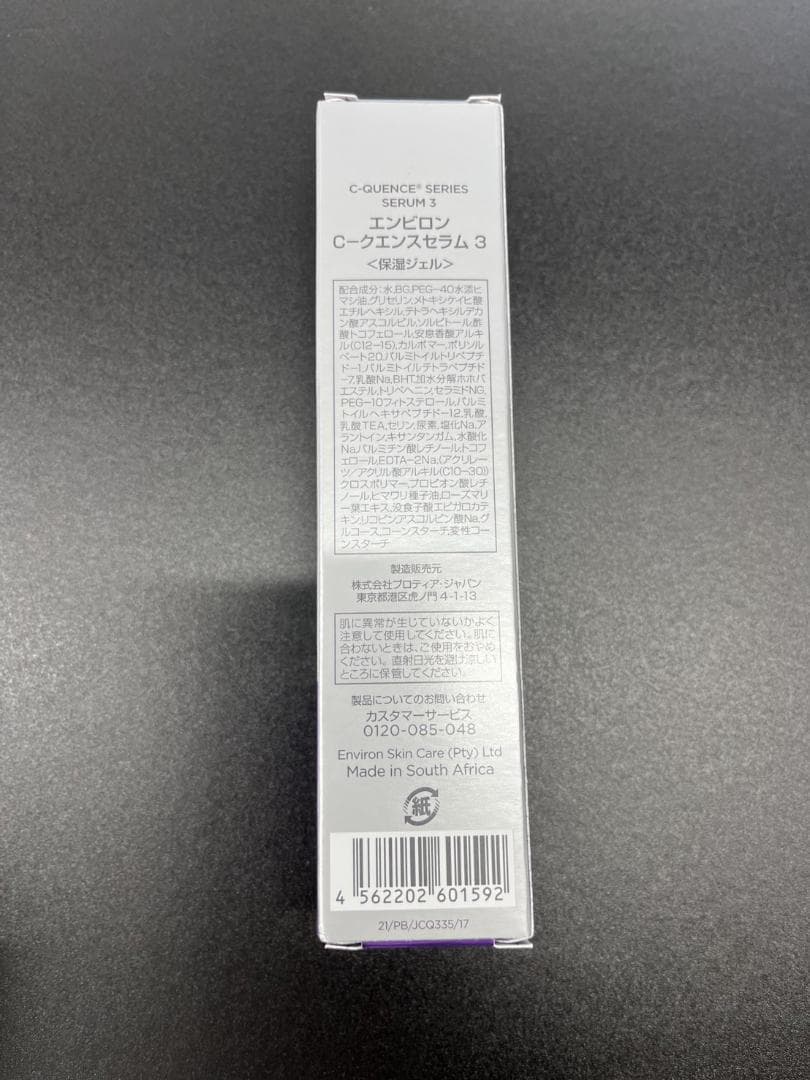 C-QUENCE® SERIES
SERUM 3
エンビロン
C-クエンスセラム 3
<保湿ジェル>
配合成分:水,BG,PEG-40水添ヒ
マシ油,グリセリン,メトキシケイヒ酸
エチルヘキシル,テトラヘキシルデカ
ン酸アスコルビル,ソルビトール,酢
酸トコフェロール,安息香酸アルキ
ル(C12-15),カルボマー,ポリソル
ベート20,パルミトイルトリペプチ
ド-1,パルミトイルテトラペプチド
-7,乳酸Na,BHT,加水分解ホホバ
エステル,トリベヘニン,セラミドNG,
PEG-10フィトステロール,パルミ
トイルヘキサペプチド-12,乳酸,
乳酸TEA,セリン,尿素,塩化Na,ア
ラントイン,キサンタンガム,水酸化
Na,パルミチン酸レチノール,トコフ
ェロール,EDTA-2Na,(アクリレー
ツ/アクリル酸アルキル(C10-30))
クロスポリマー,プロピオン酸レチ
ノール,ヒマワリ種子油,ローズマリ
ー葉エキス,没食子酸エピガロカテ
キン,リコピン,アスコルビン酸Na,グ
ルコース,コーンスターチ,変性コー
ンスターチ
製造販売元
株式会社プロティア・ジャパン
東京都港区虎ノ門 4-1-13
肌に異常が生じていないかよく
注意して使用してください。肌に
合わないときは、ご使用をおやめ
ください。直射日光を避け涼しい
ところに保管してください。
製品についてのお問い合わせ
カスタマーサービス
0120-085-048
Environ Skin Care (Pty) Ltd
Made in South Africa
紙
4 562202 601592
21/PB/JCQ335/17